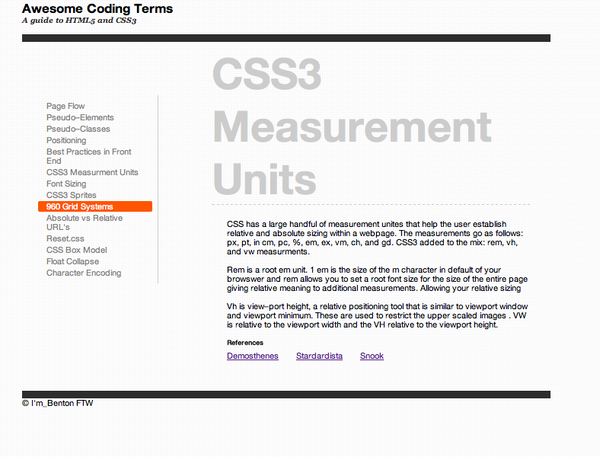 Awesome Coding Terms
A guide to HTML5 and CSS3
Page Flow
Pseudo-Elements
Pseudo-Classes
Positioning
Best Practices in Front
End
CSS3 Measurment Units
Font Sizing
CSS3 Sprites
960 Grid Systems
Absolute vs Relative
URL's
Reset.css
CSS Box Model
Float Collapse
Character Encoding
CSS3
Measurement
Units
CSS has a large handful of measurement unites that help the user establish
relative and absolute sizing within a webpage. The measurements go as follows:
px, pt, in cm, pc, %, em, ex, vm, ch, and gd. CSS3 added to the mix: rem, vh,
and vw measurments.
Rem is a root em unit. 1 em is the size of the m character in default of your
browswer and rem allows you to set a root font size for the size of the entire page
giving relative meaning to additional measurements. Allowing your relative sizing
Vh is view-port height, a relative positioning tool that is similar to viewport window
and viewport minimum. These are used to restrict the upper scaled images . VW
is relative to the viewport width and the VH relative to the viewport height.
References
Demosthenes Stardardista Snook
© I'm_Benton FTW